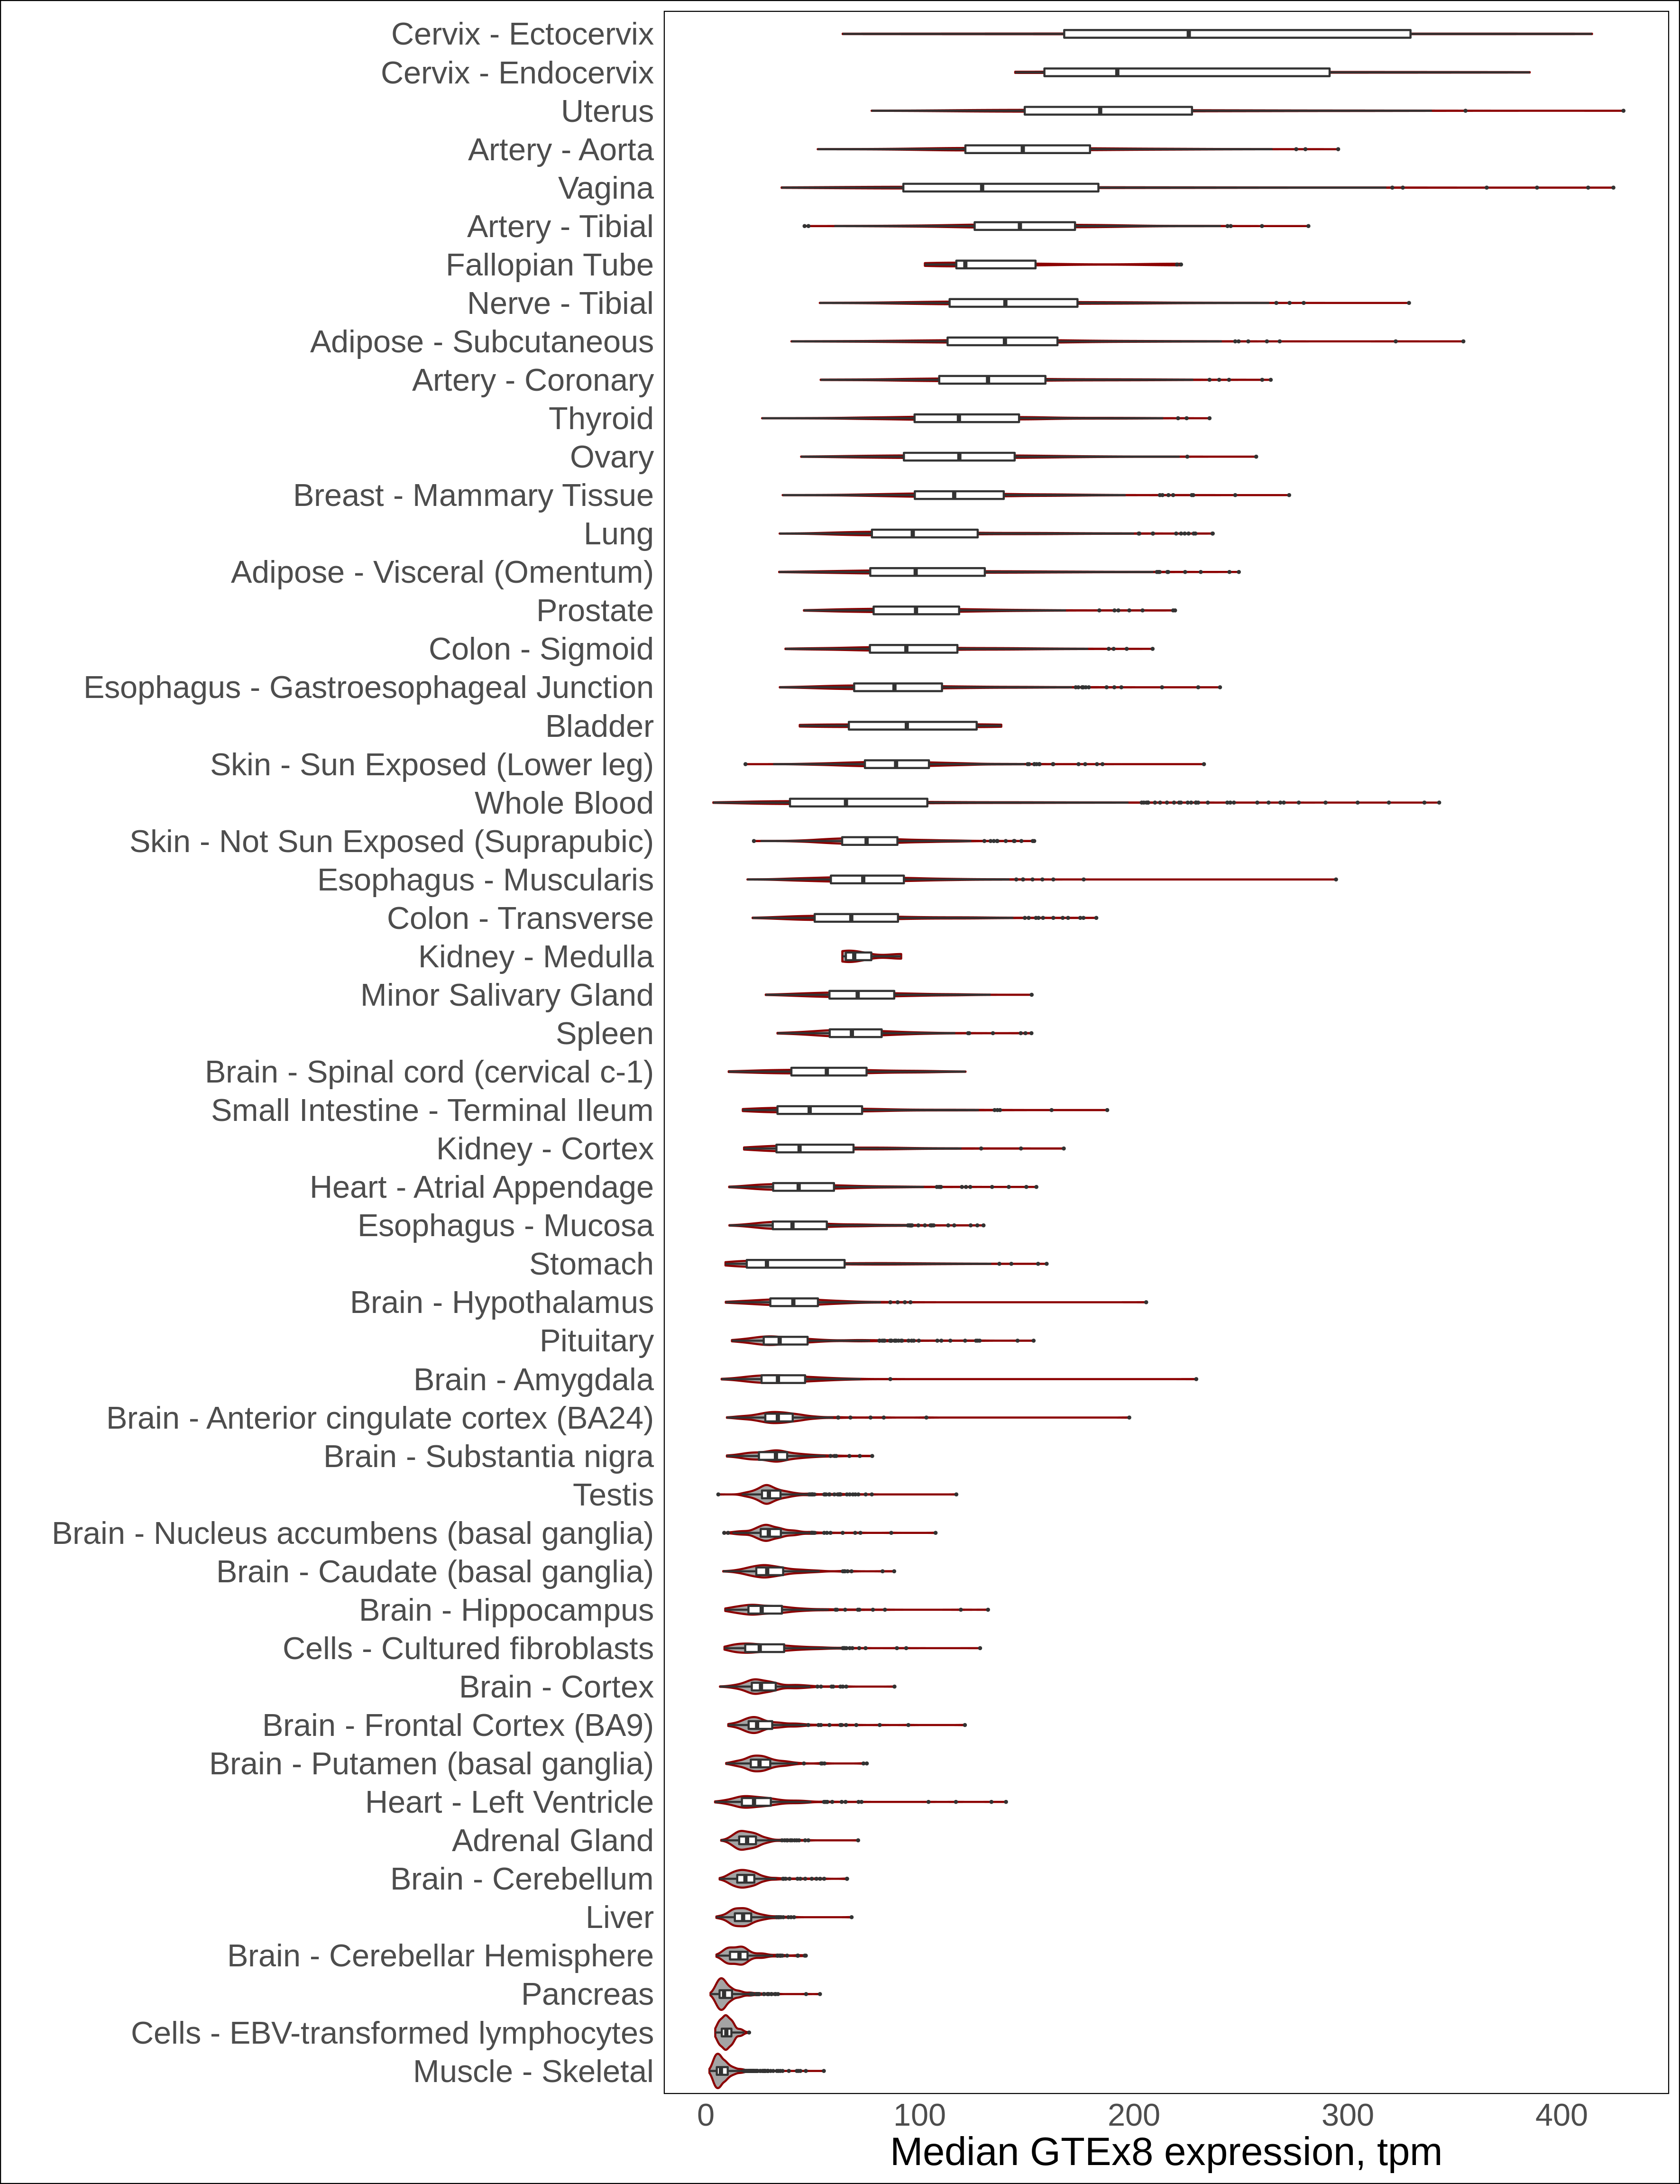 Cervix - Ectocervix
Cervix - Endocervix
Uterus
Artery - Aorta
Vagina
Artery - Tibial
Fallopian Tube
Nerve - Tibial
Adipose - Subcutaneous
Artery - Coronary
Thyroid
Ovary
Breast - Mammary Tissue
Lung
Adipose - Visceral (Omentum)
Prostate
Colon - Sigmoid
Esophagus - Gastroesophageal Junction
Bladder
Skin - Sun Exposed (Lower leg)
Whole Blood
Skin - Not Sun Exposed (Suprapubic)
Esophagus - Muscularis
Colon - Transverse
Kidney - Medulla
Minor Salivary Gland
Spleen
Brain - Spinal cord (cervical c-1)
Small Intestine - Terminal Ileum
Kidney - Cortex
Heart - Atrial Appendage
Esophagus - Mucosa
Stomach
Brain - Hypothalamus
Pituitary
Brain - Amygdala
Brain - Anterior cingulate cortex (BA24)
Brain - Substantia nigra
Testis
Brain - Nucleus accumbens (basal ganglia)
Brain - Caudate (basal ganglia)
Brain - Hippocampus
Cells - Cultured fibroblasts
Brain - Cortex
Brain - Frontal Cortex (BA9)
Brain - Putamen (basal ganglia)
Heart - Left Ventricle
Adrenal Gland
Brain - Cerebellum
Liver
Brain - Cerebellar Hemisphere
Pancreas
Cells - EBV-transformed lymphocytes
Muscle - Skeletal
0 100 200 300 400
Median GTEx8 expression, tpm